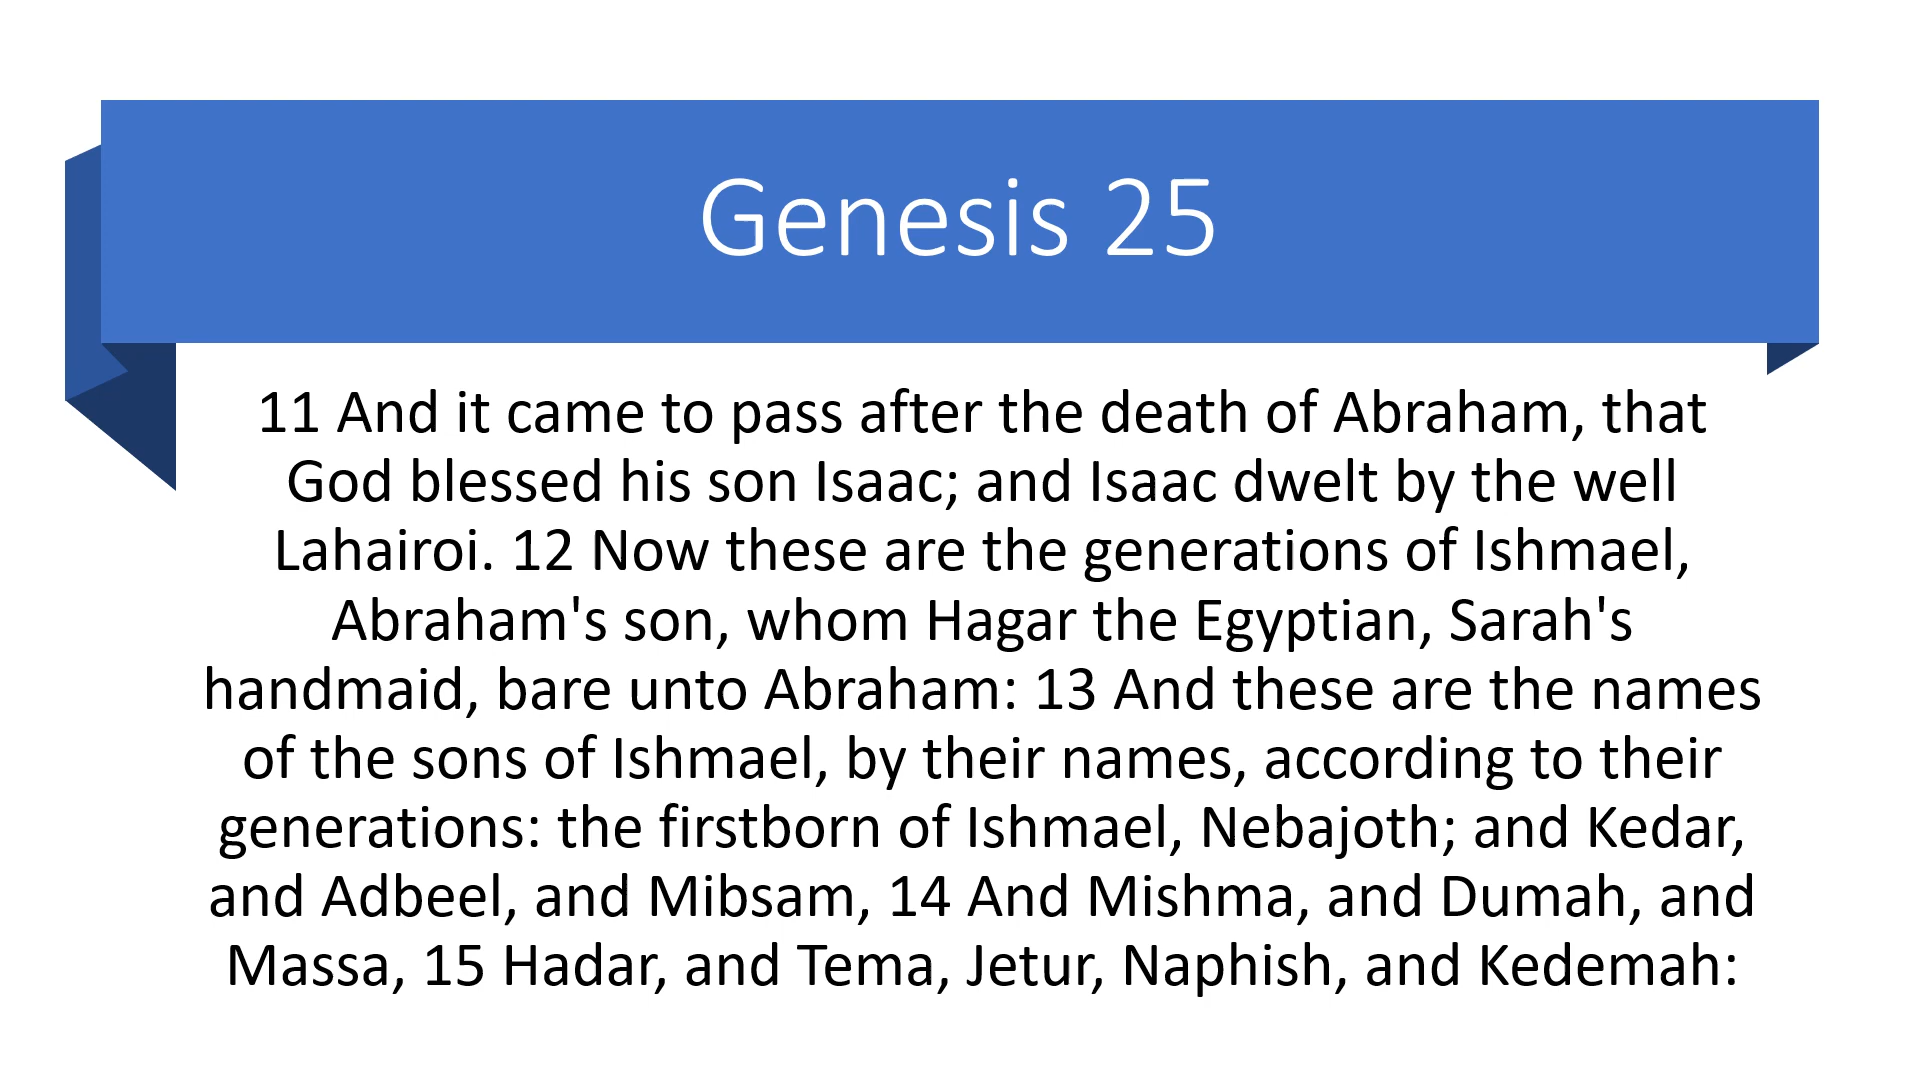 Genesis 25
11 And it came to pass after the death of Abraham, that
God blessed his son Isaac; and Isaac dwelt by the well
Lahairoi. 12 Now these are the generations of Ishmael,
Abraham's son, whom Hagar the Egyptian, Sarah's
handmaid, bare unto Abraham: 13 And these are the names
of the sons of Ishmael, by their names, according to their
generations: the firstborn of Ishmael, Nebajoth; and Kedar,
and Adbeel, and Mibsam, 14 And Mishma, and Dumah, and
Massa, 15 Hadar, and Tema, Jetur, Naphish, and Kedemah: